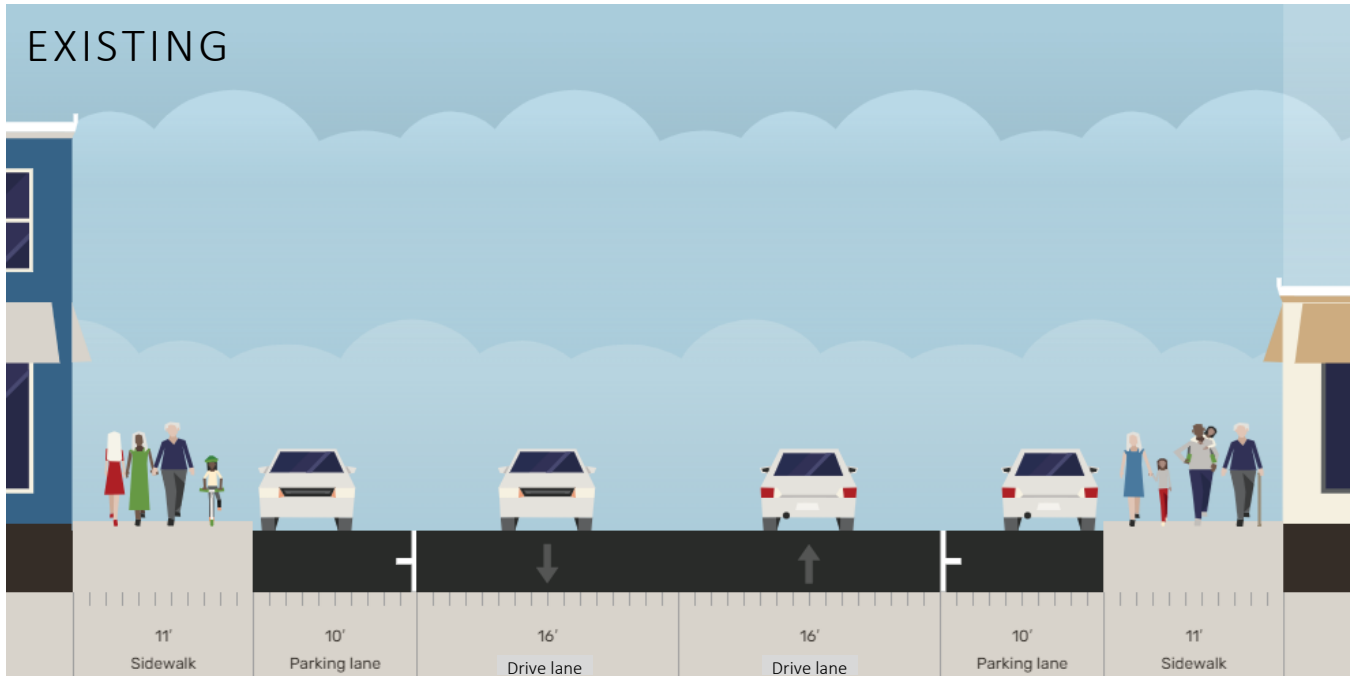 EXISTING
11' 10' 16' 16' 10' 11'
Sidewalk Parking lane Drive lane Drive lane Parking lane Sidewalk